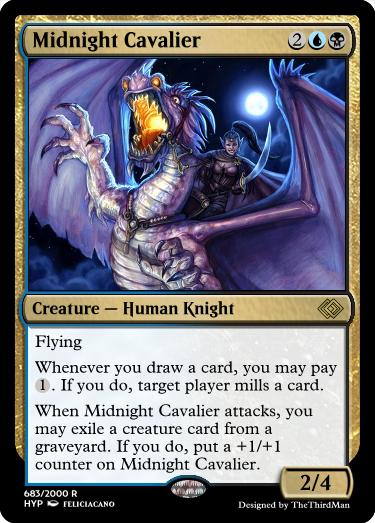 Midnight Cavalier 2
Creature — Human Knight
Flying
Whenever you draw a card, you may pay
1. If you do, target player mills a card.
When Midnight Cavalier attacks, you
may exile a creature card from a
graveyard. If you do, put a +1/+1
counter on Midnight Cavalier.
2/4
683/2000 R
HYP FELICIACANO
Designed by TheThirdMan